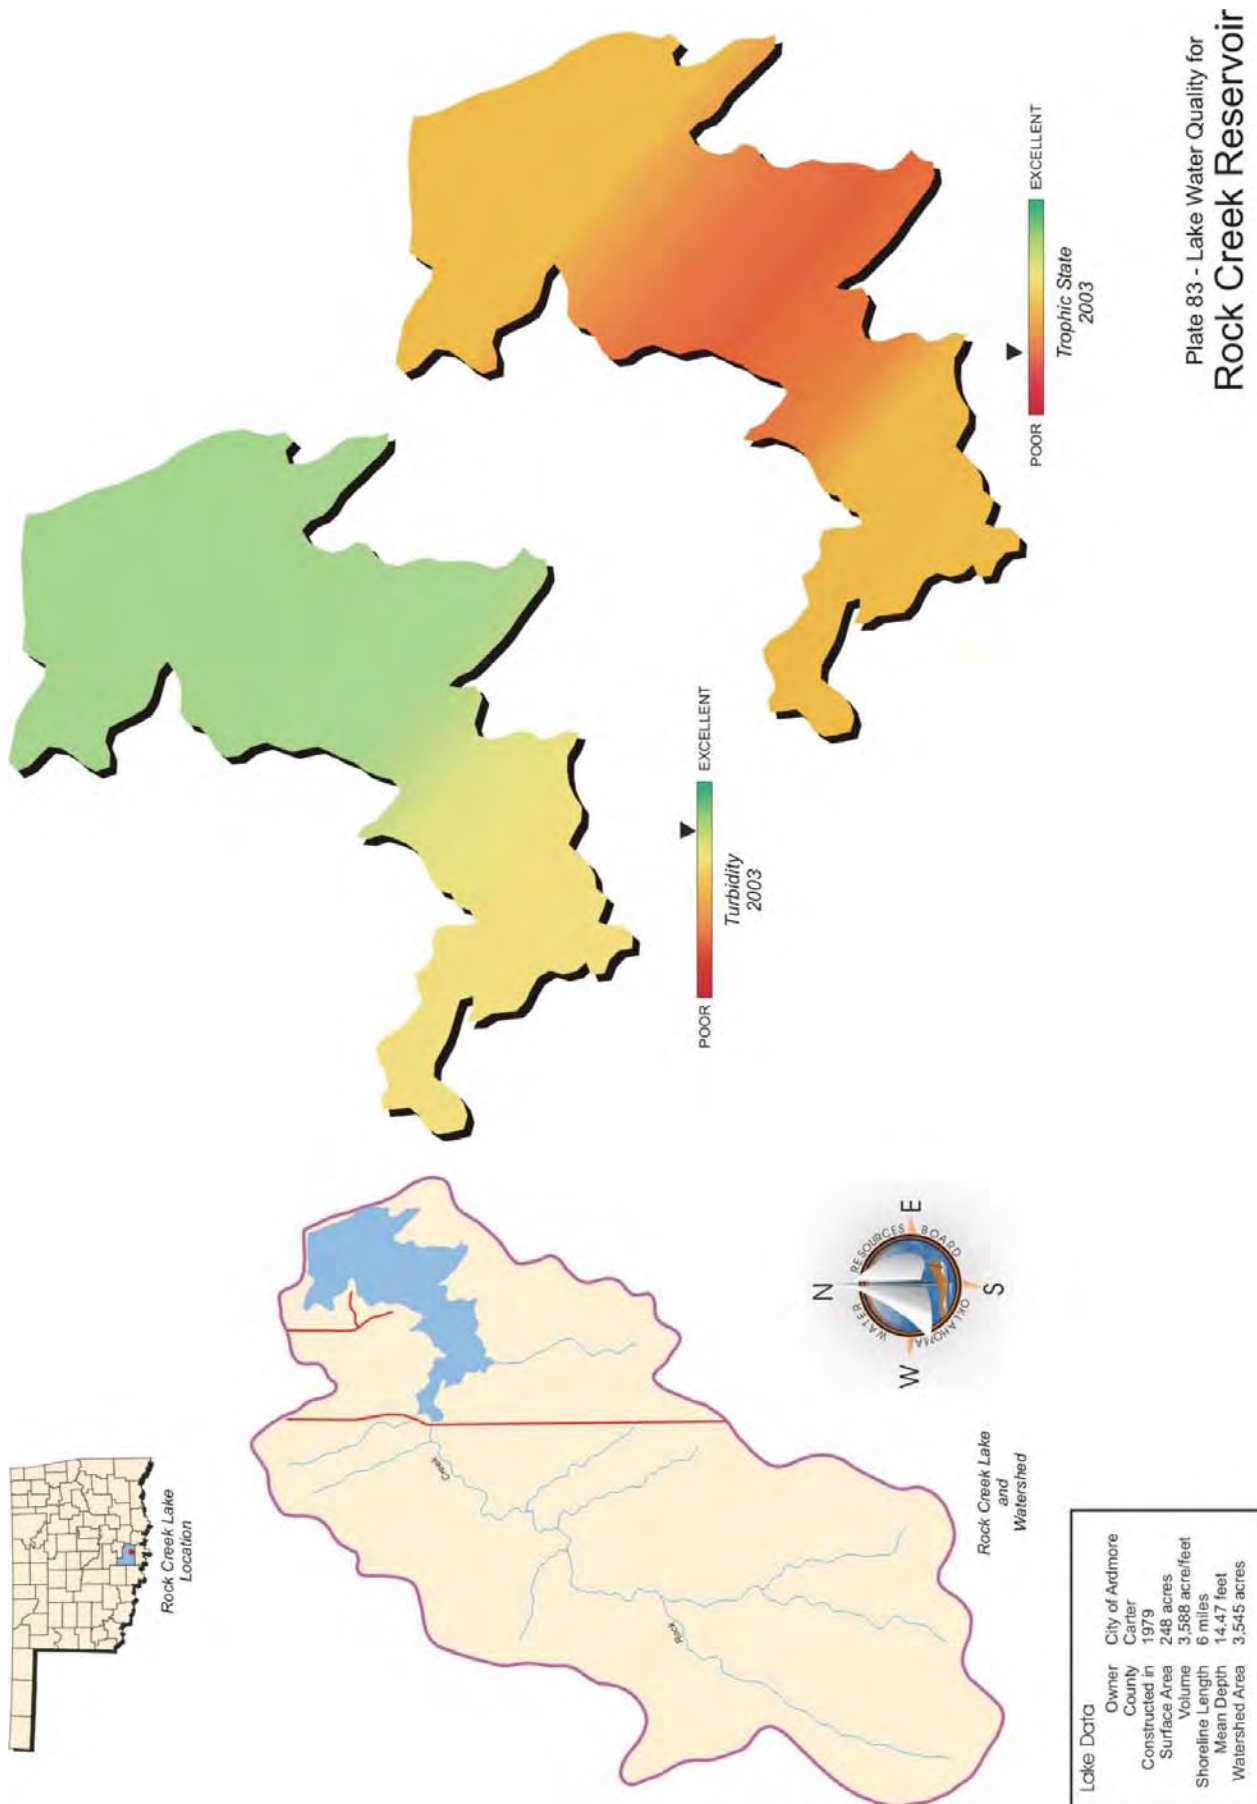 Plate 83 - Lake Water Quality for
Rock Creek Reservoir
Rock Creek Lake
Location
POOR
EXCELLENT
Turbidity
2003
POOR
EXCELLENT
Trophic State
2003
Creek
Rock
Rock Creek Lake
and
Watershed
N
E
S
W
OKLAHOMA WATER RESOURCES BOARD
Lake Data
Owner City of Ardmore
County Carter
Constructed in 1979
Surface Area 248 acres
Volume 3,588 acre/feet
Shoreline Length 6 miles
Mean Depth 14.47 feet
Watershed Area 3,545 acres